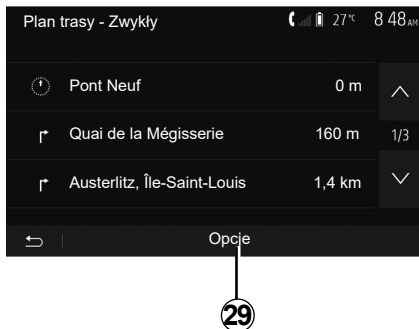 Plan trasy - Zwykły 27°C 8 48 AM
Pont Neuf 0 m
Quai de la Mégisserie 160 m
1/3
Austerlitz, Île-Saint-Louis 1,4 km
Opcje
29